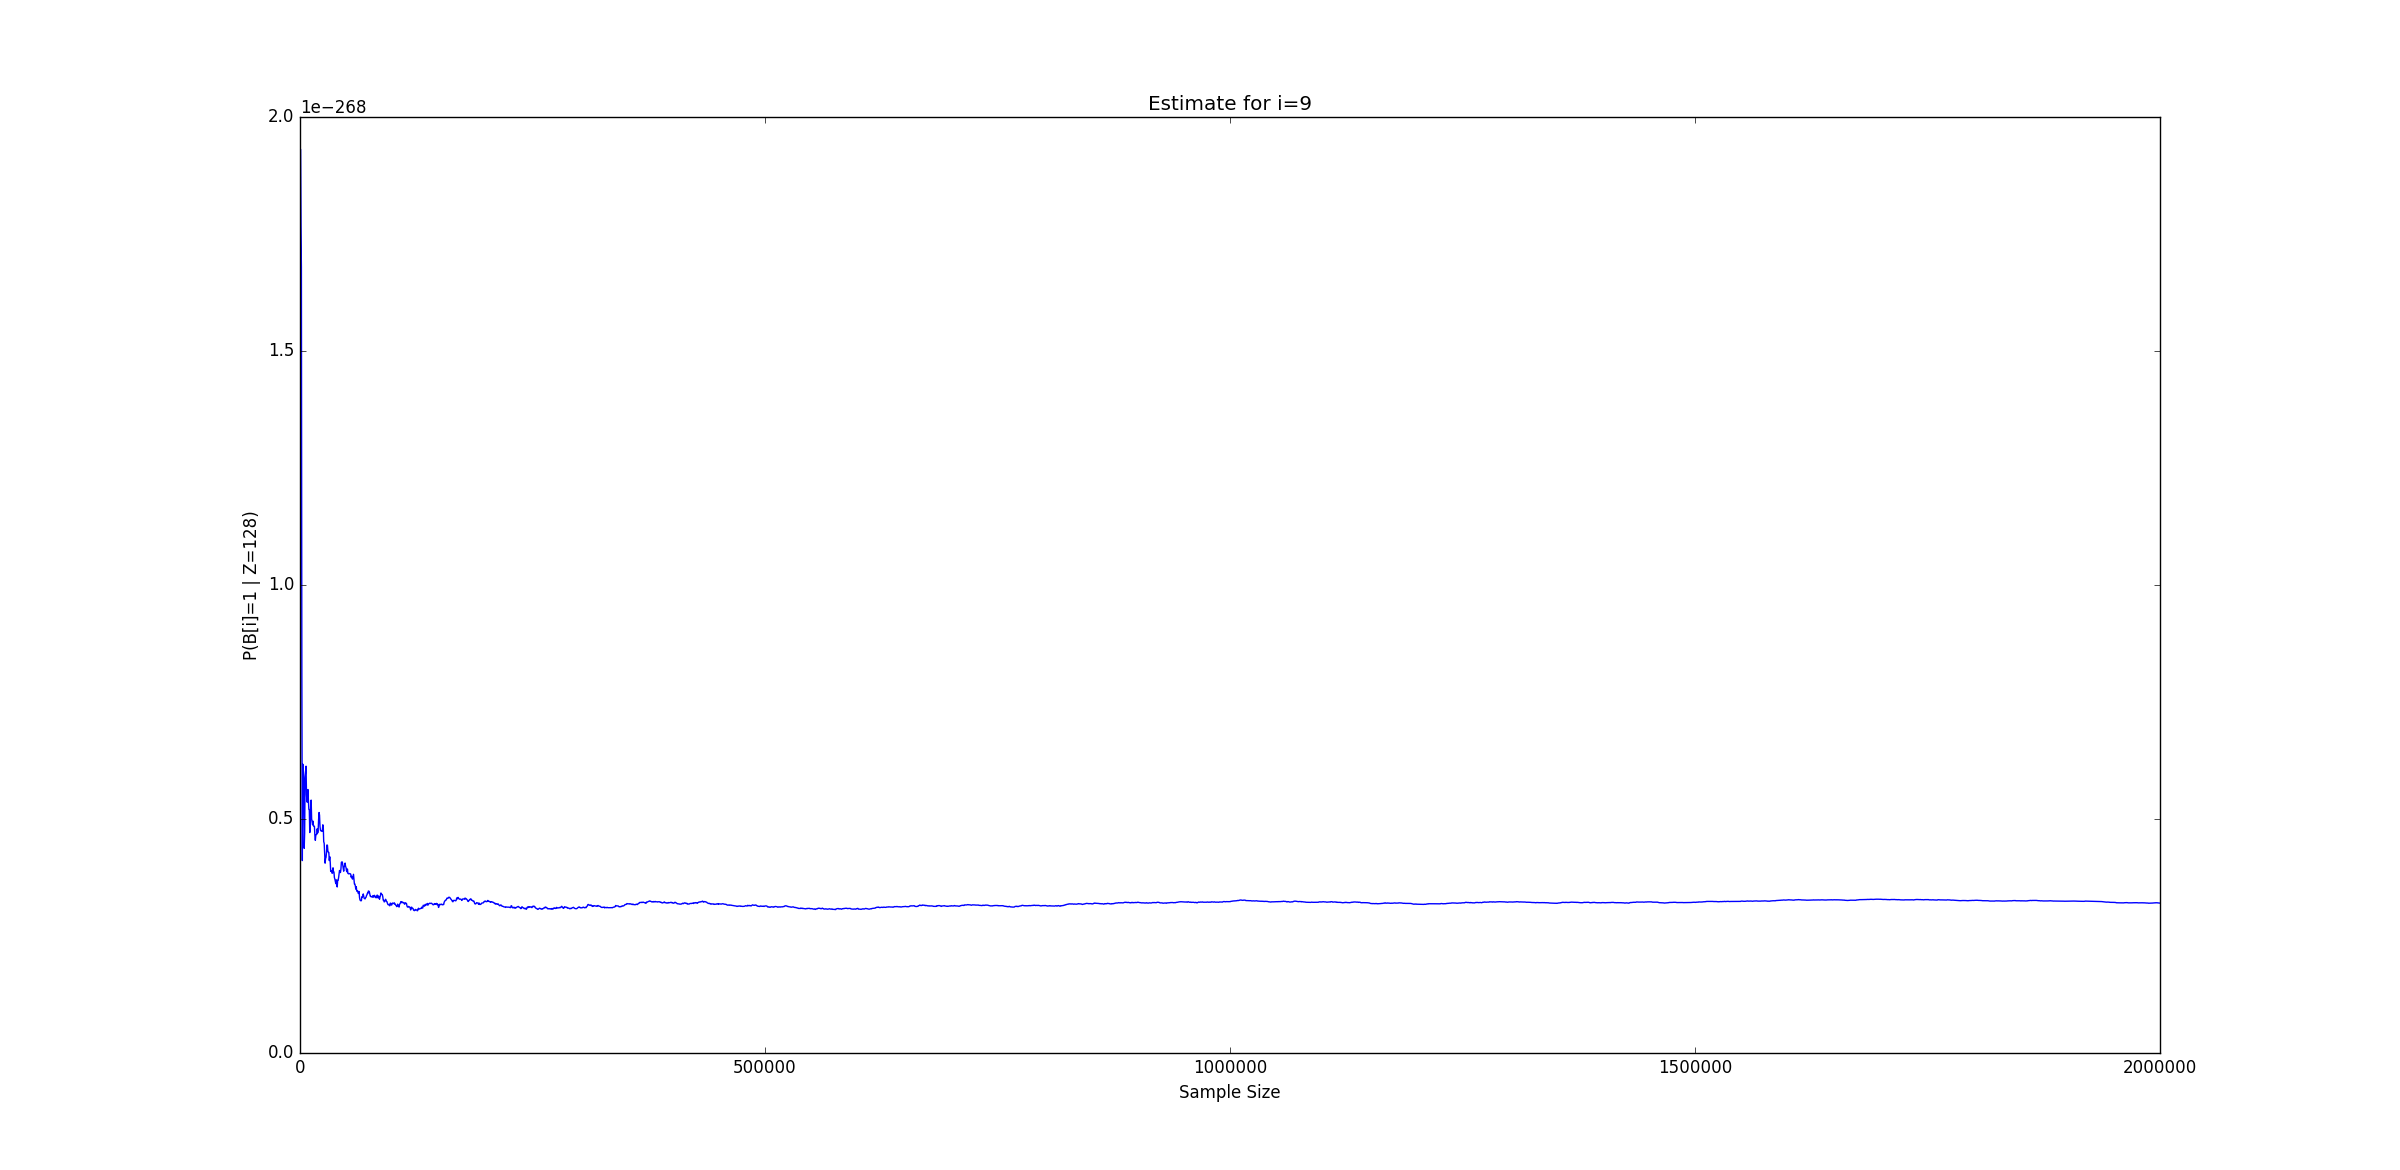 Estimate for i=9
1e−268
2.0
1.5
1.0
0.5
0.0
P(B[i]=1 | Z=128)
0 500000 1000000 1500000 2000000
Sample Size